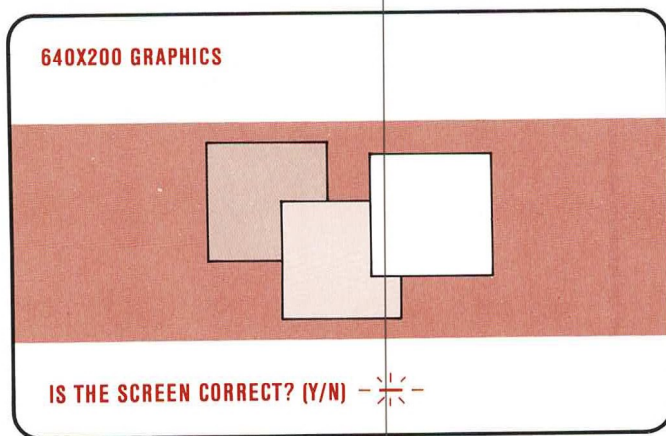 640X200 GRAPHICS
IS THE SCREEN CORRECT? (Y/N) –